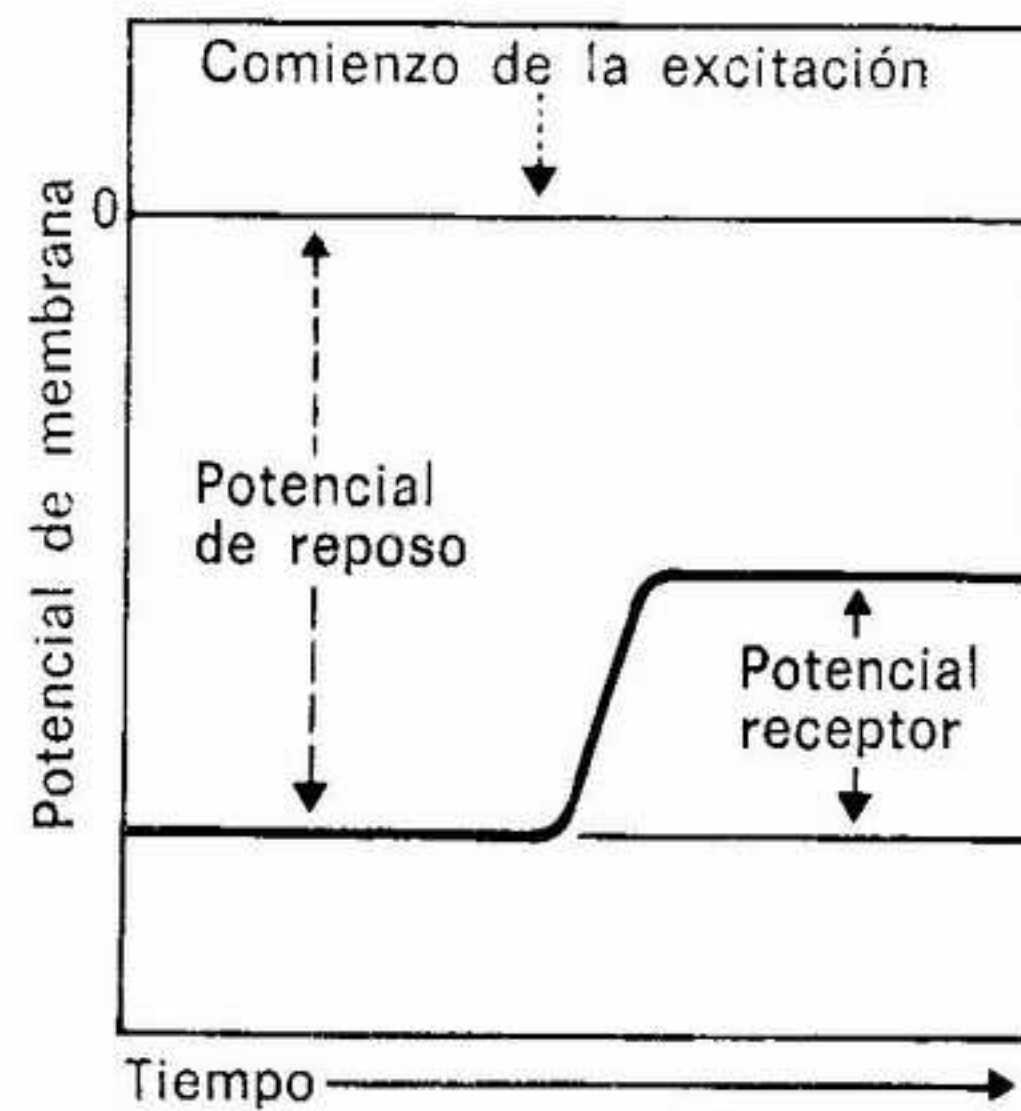 Comienzo de la excitación
Potencial de membrana
0
Potencial
de reposo
Potencial
receptor
Tiempo